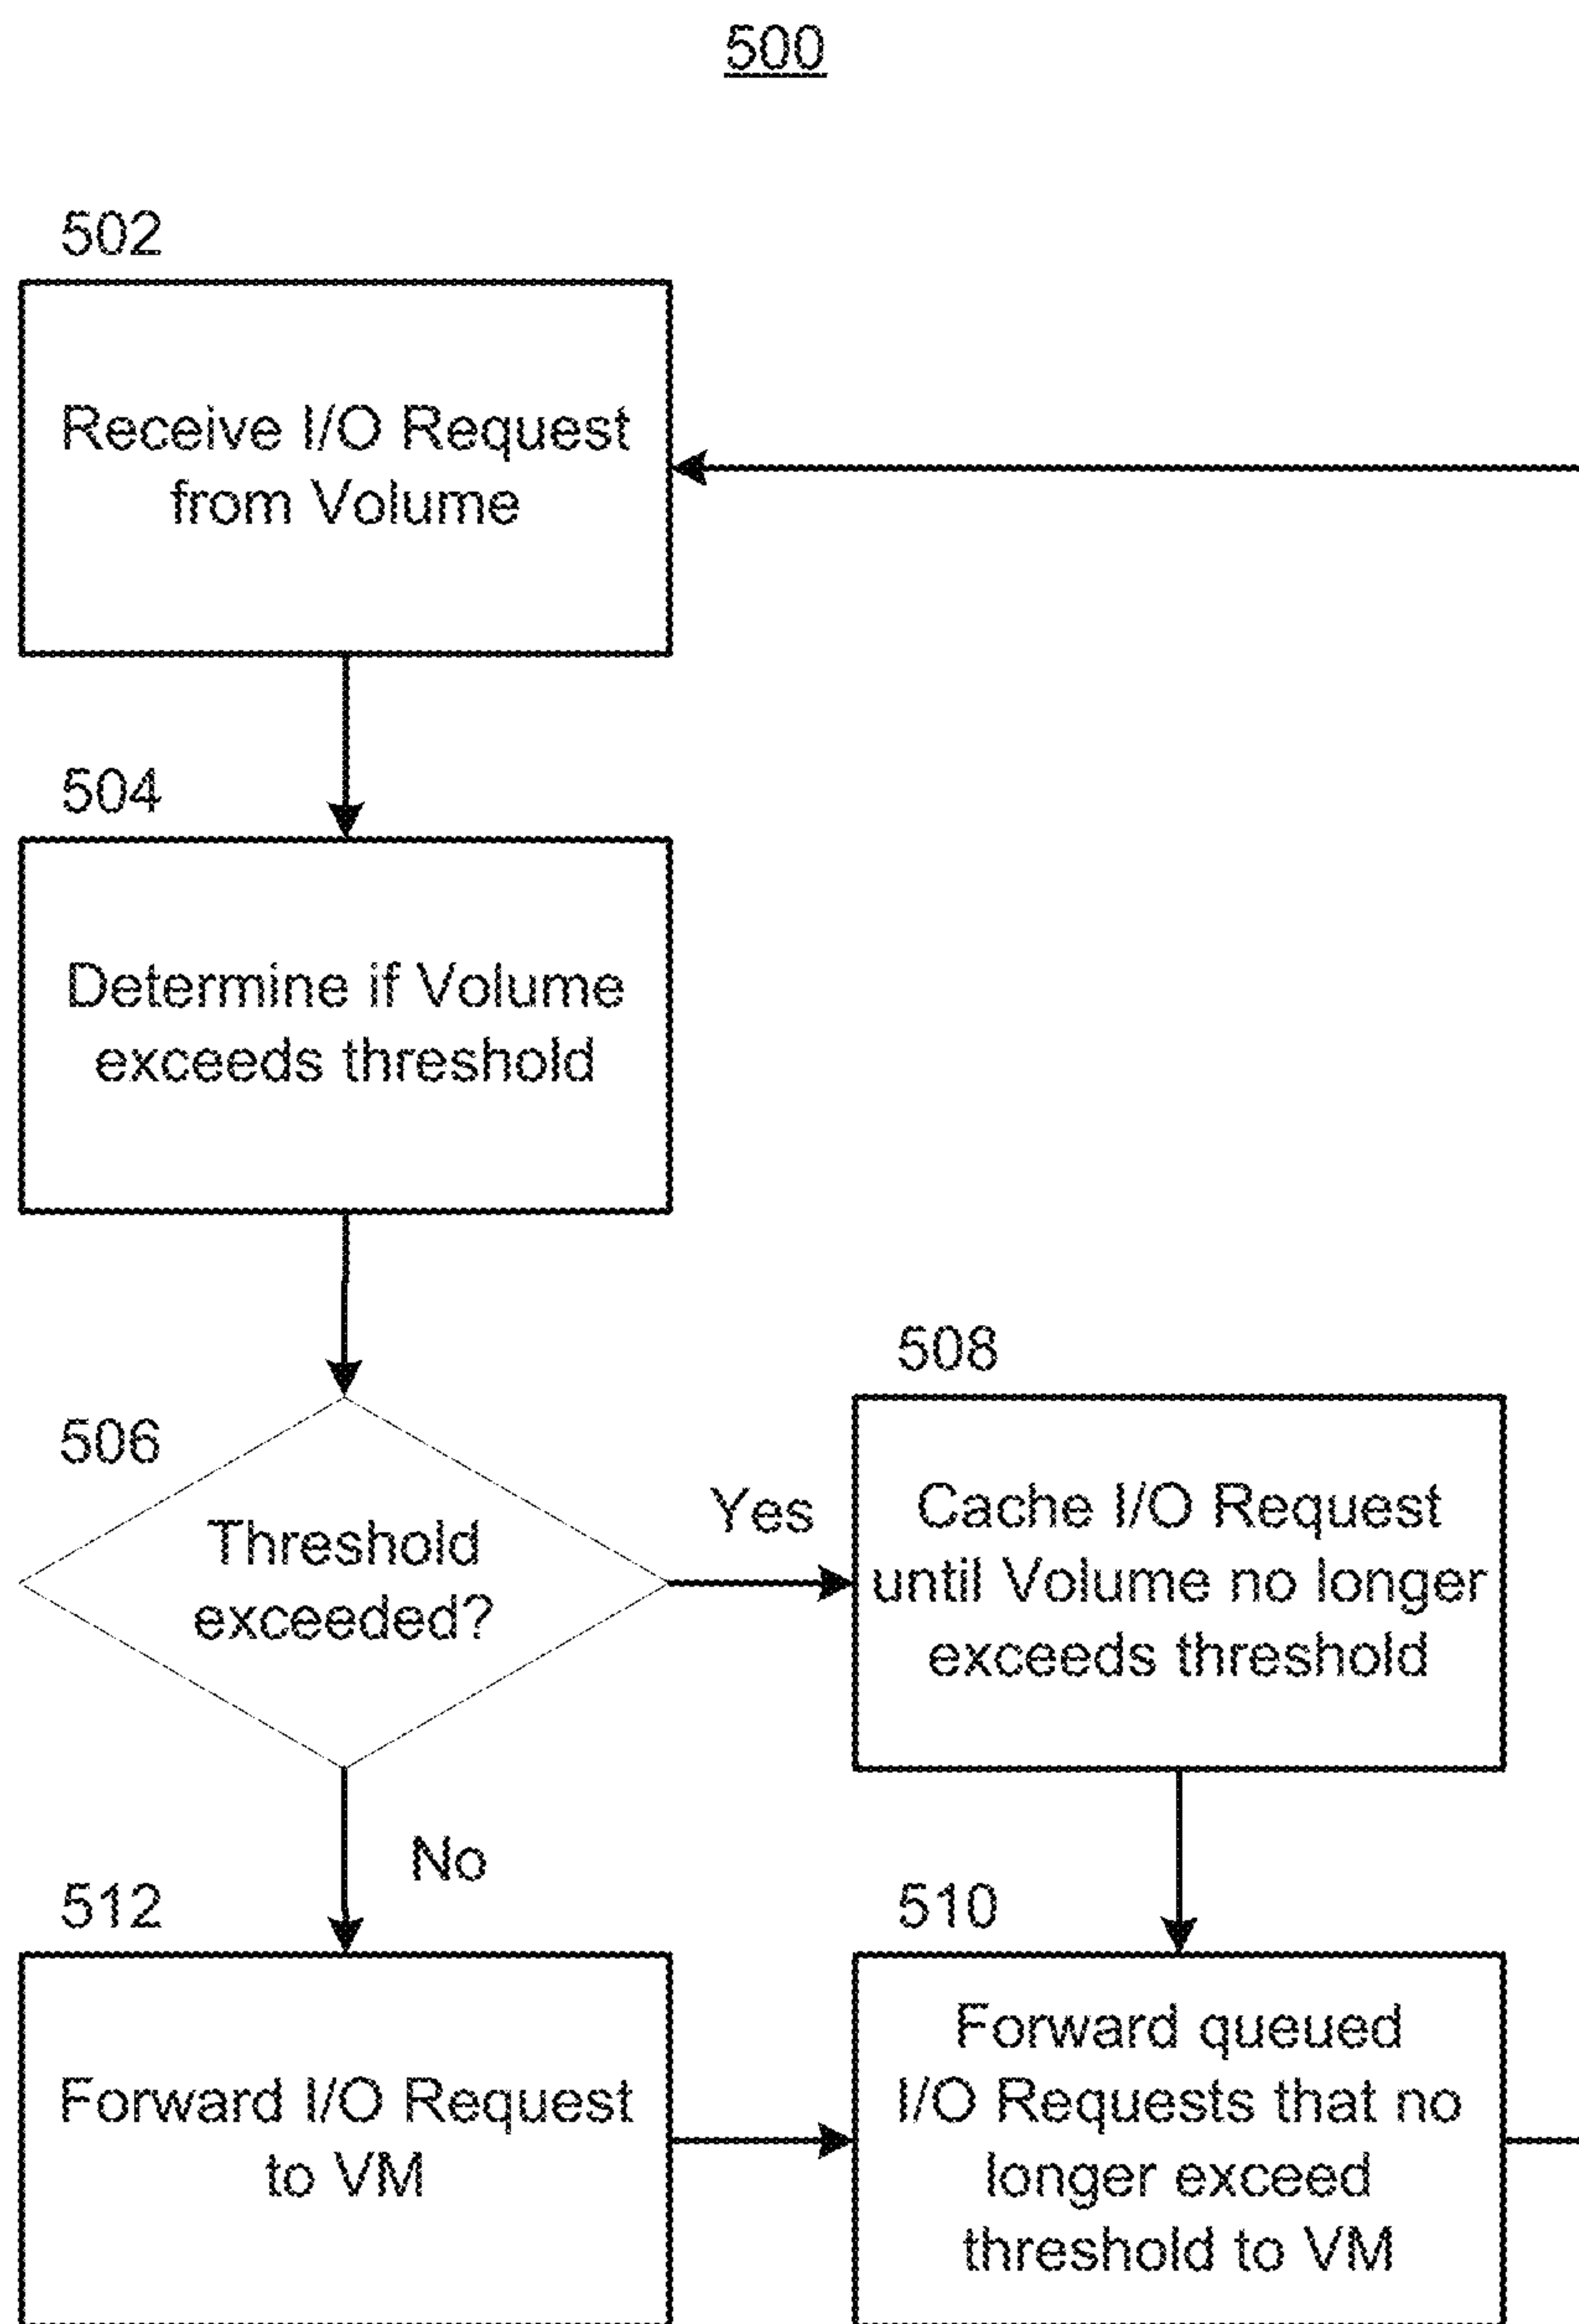 500
502
Receive I/O Request
from Volume
504
Determine if Volume
exceeds threshold
506
Threshold
exceeded?
Yes
No
508
Cache I/O Request
until Volume no longer
exceeds threshold
512
Forward I/O Request
to VM
510
Forward queued
I/O Requests that no
longer exceed
threshold to VM